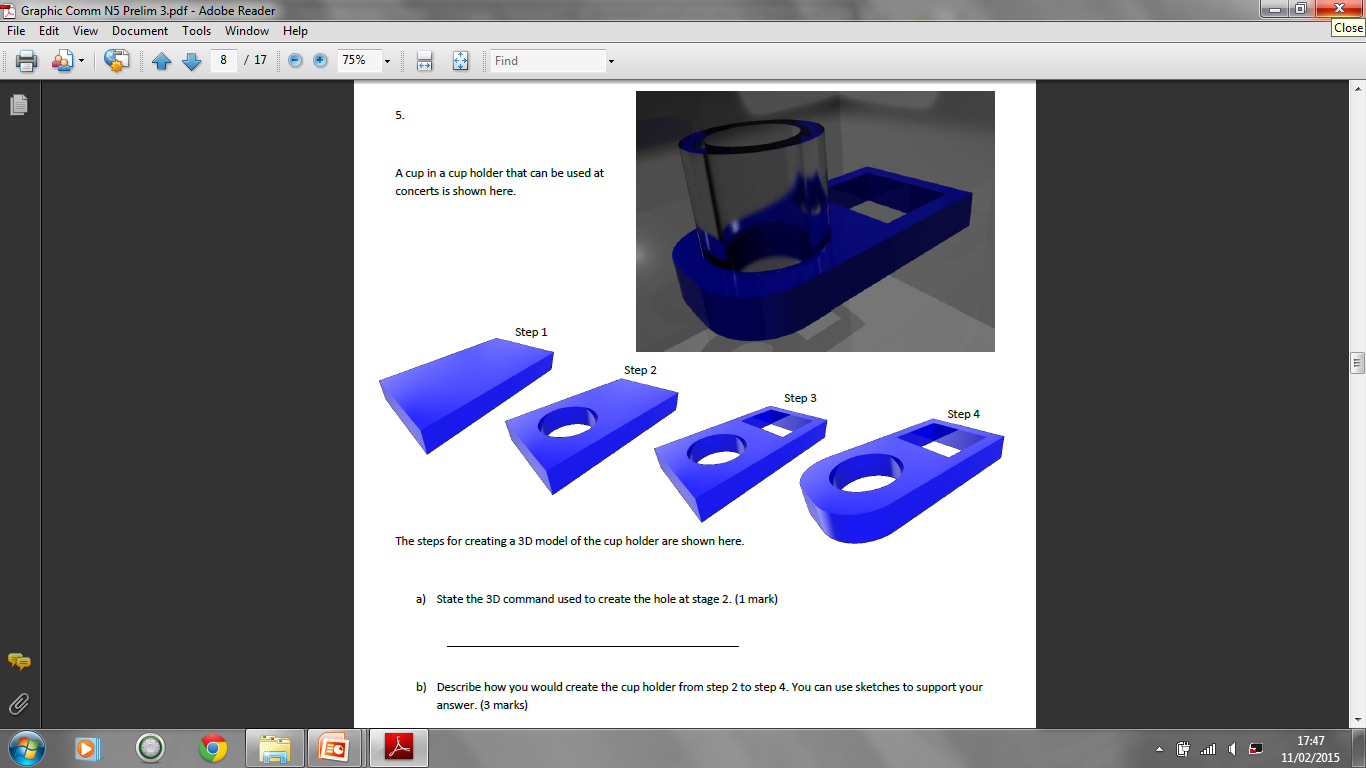 Graphic Comm N5 Prelim 3.pdf - Adobe Reader
Close
File Edit View Document Tools Window Help
8 / 17 75% Find
5.
A cup in a cup holder that can be used at
concerts is shown here.
Step 1
Step 2
Step 3
Step 4
The steps for creating a 3D model of the cup holder are shown here.
a) State the 3D command used to create the hole at stage 2. (1 mark)
b) Describe how you would create the cup holder from step 2 to step 4. You can use sketches to support your
answer. (3 marks)
17:47
11/02/2015